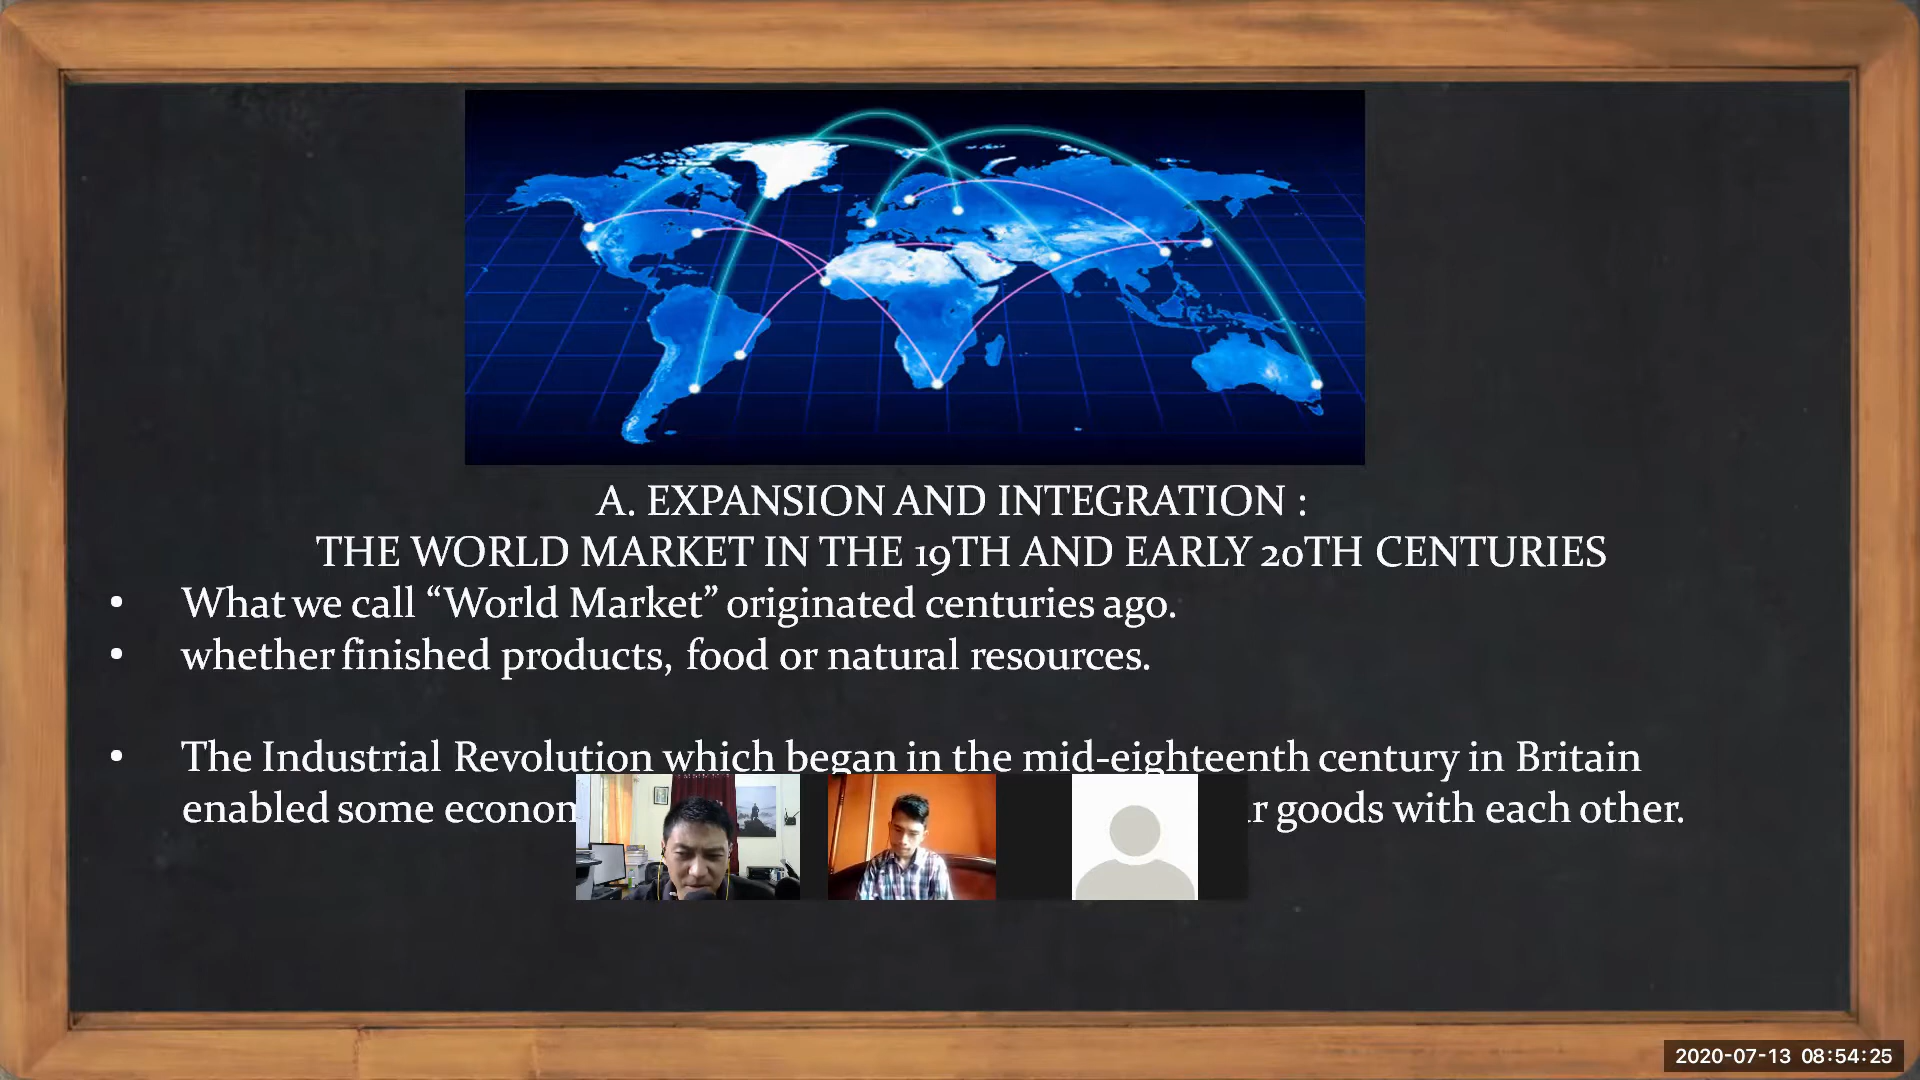 A. EXPANSION AND INTEGRATION :
THE WORLD MARKET IN THE 19TH AND EARLY 20TH CENTURIES
• What we call “World Market” originated centuries ago.
• whether finished products, food or natural resources.
• The Industrial Revolution which began in the mid-eighteenth century in Britain
enabled some goods with each other.
2020-07-13 08:54:25